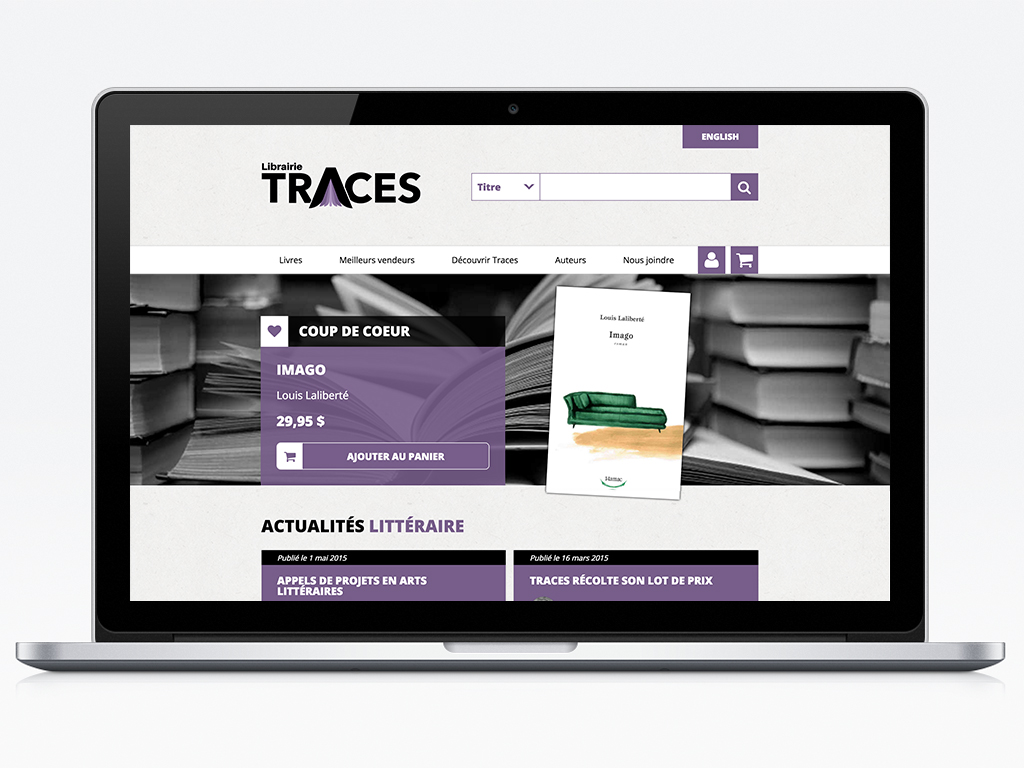 ENGLISH
Librairie
TRACES
Titre
Livres
Meilleurs vendeurs
Découvrir Traces
Auteurs
Nous joindre
COUP DE COEUR
IMAGO
Louis Laliberté
29,95 $
AJOUTER AU PANIER
Louis Laliberté
Imago
roman
Hamac
ACTUALITÉS LITTÉRAIRE
Publié le 1 mai 2015
APPELS DE PROJETS EN ARTS
LITTÉRAIRES
Publié le 16 mars 2015
TRACES RÉCOLTE SON LOT DE PRIX